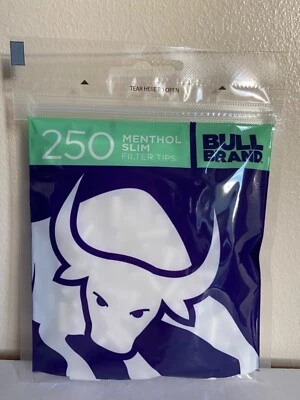 TEAR HERE TO OPEN
250 MENTHOL
SLIM
FILTER TIPS
BULL
BRAND